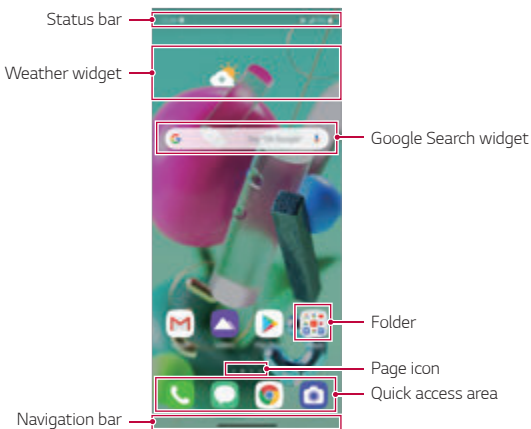 Status bar
Weather widget
Google Search widget
Folder
Page icon
Quick access area
Navigation bar